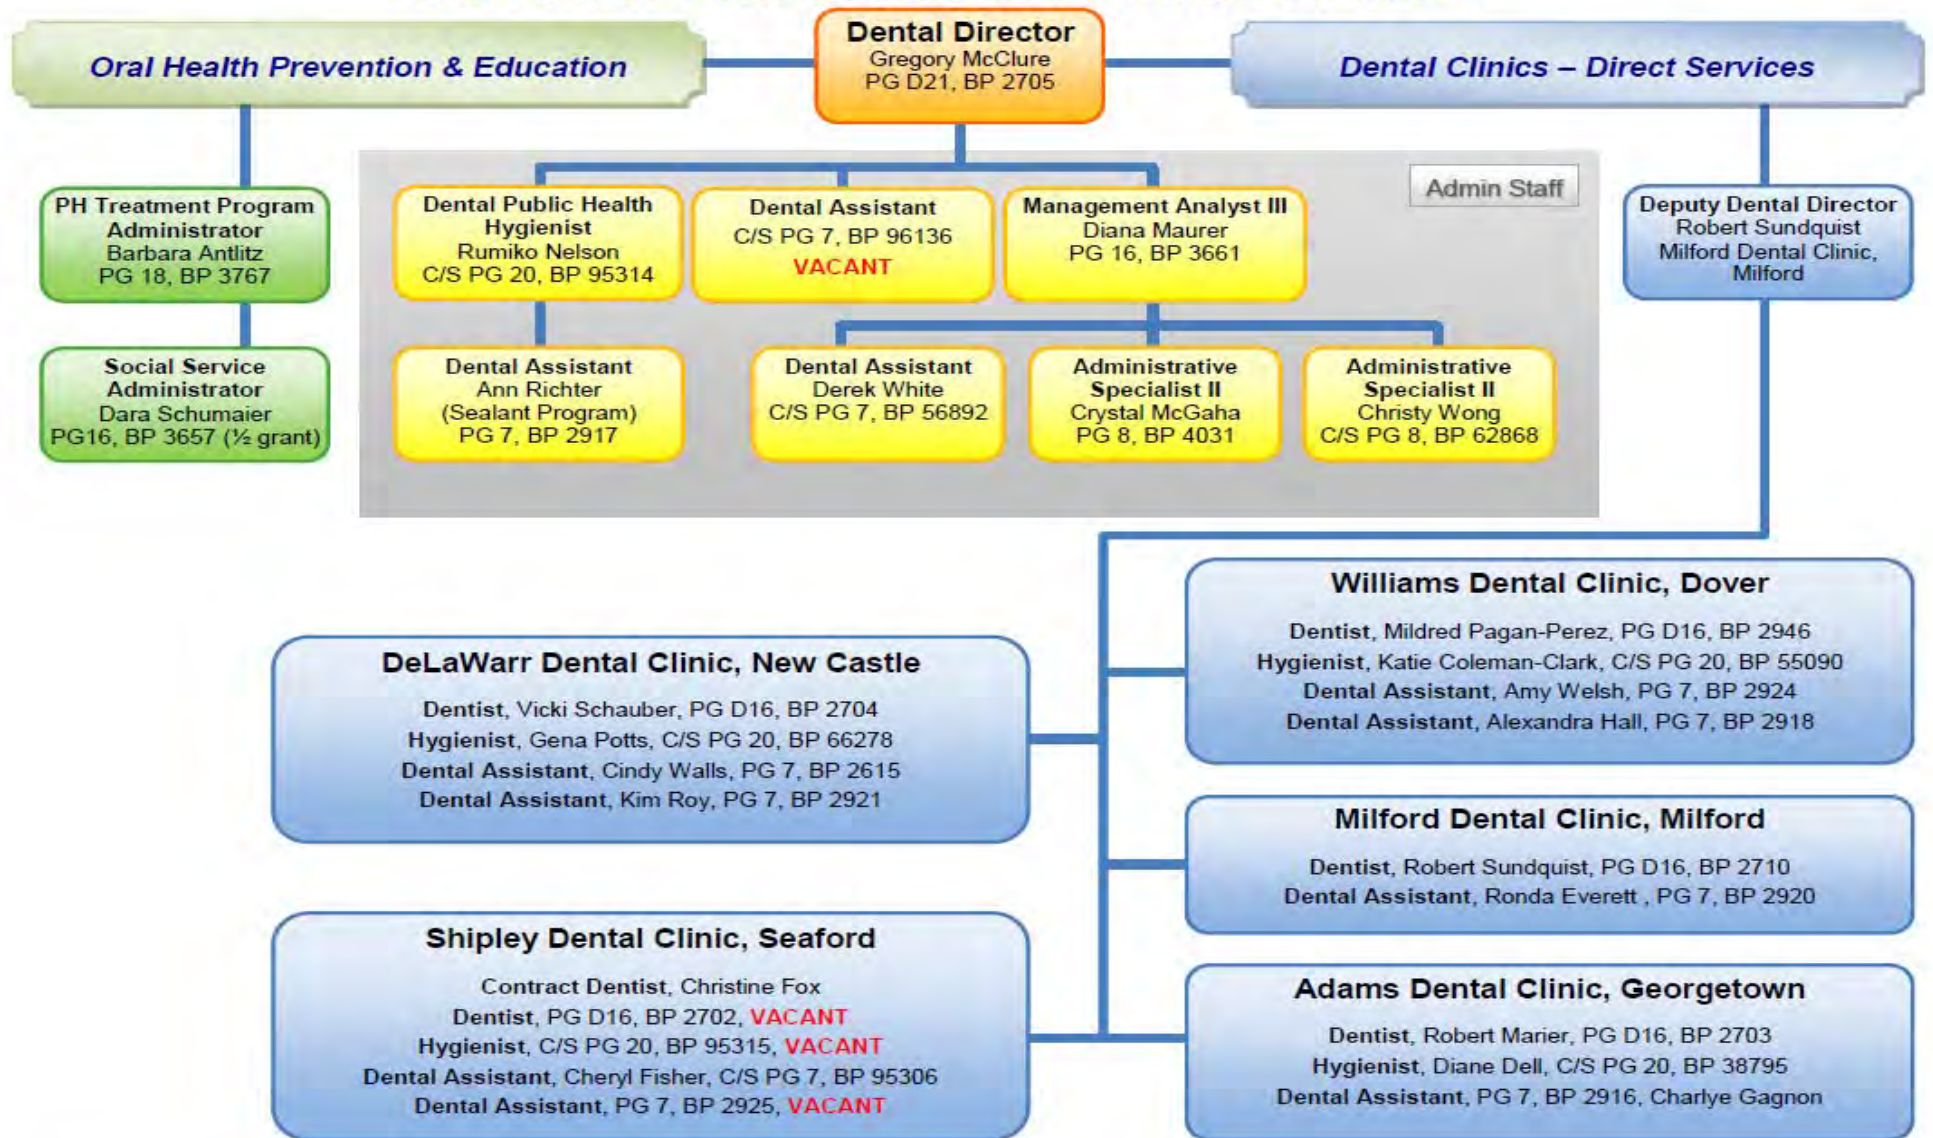 Oral Health Prevention & Education
Dental Director
Gregory McClure
PG D21, BP 2705
Dental Clinics – Direct Services
Admin Staff
PH Treatment Program
Administrator
Barbara Antlitz
PG 18, BP 3767
Dental Public Health
Hygienist
Rumiko Nelson
C/S PG 20, BP 95314
Dental Assistant
C/S PG 7, BP 96136
VACANT
Management Analyst III
Diana Maurer
PG 16, BP 3661
Deputy Dental Director
Robert Sundquist
Milford Dental Clinic,
Milford
Social Service
Administrator
Dara Schumaier
PG16, BP 3657 (½ grant)
Dental Assistant
Ann Richter
(Sealant Program)
PG 7, BP 2917
Dental Assistant
Derek White
C/S PG 7, BP 56892
Administrative
Specialist II
Crystal McGaha
PG 8, BP 4031
Administrative
Specialist II
Christy Wong
C/S PG 8, BP 62868
DeLaWarr Dental Clinic, New Castle
Dentist, Vicki Schauber, PG D16, BP 2704
Hygienist, Gena Potts, C/S PG 20, BP 66278
Dental Assistant, Cindy Walls, PG 7, BP 2615
Dental Assistant, Kim Roy, PG 7, BP 2921
Williams Dental Clinic, Dover
Dentist, Mildred Pagan-Perez, PG D16, BP 2946
Hygienist, Katie Coleman-Clark, C/S PG 20, BP 55090
Dental Assistant, Amy Welsh, PG 7, BP 2924
Dental Assistant, Alexandra Hall, PG 7, BP 2918
Milford Dental Clinic, Milford
Dentist, Robert Sundquist, PG D16, BP 2710
Dental Assistant, Ronda Everett , PG 7, BP 2920
Shipley Dental Clinic, Seaford
Contract Dentist, Christine Fox
Dentist, PG D16, BP 2702, VACANT
Hygienist, C/S PG 20, BP 95315, VACANT
Dental Assistant, Cheryl Fisher, C/S PG 7, BP 95306
Dental Assistant, PG 7, BP 2925, VACANT
Adams Dental Clinic, Georgetown
Dentist, Robert Marier, PG D16, BP 2703
Hygienist, Diane Dell, C/S PG 20, BP 38795
Dental Assistant, PG 7, BP 2916, Charlye Gagnon